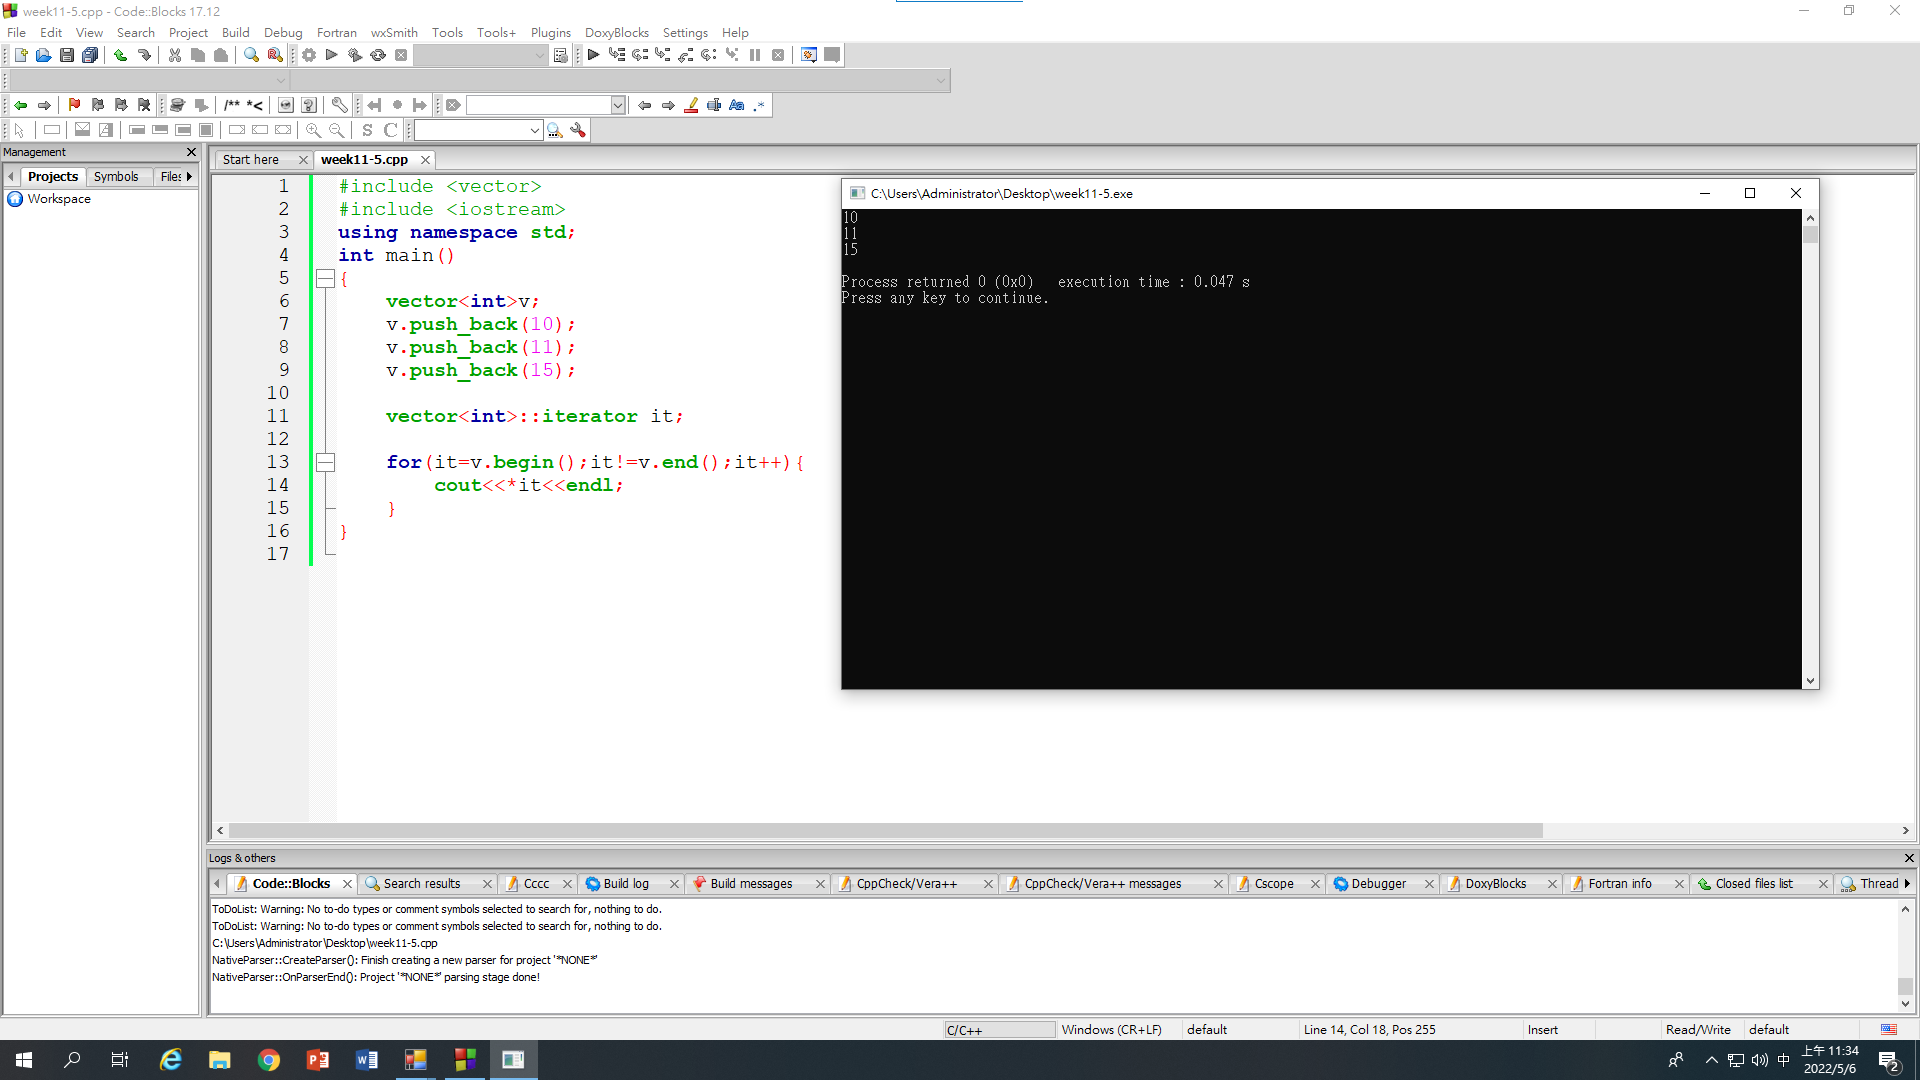 week11-5.cpp - Code::Blocks 17.12
File Edit View Search Project Build Debug Fortran wxSmith Tools Tools+ Plugins DoxyBlocks Settings Help
/** *<
Aa .*
S C
Management
Projects Symbols Files
Workspace
Start here week11-5.cpp
1 #include <vector>
2 #include <iostream>
3 using namespace std;
4 int main()
5 {
6 vector<int>v;
7 v.push_back(10);
8 v.push_back(11);
9 v.push_back(15);
10
11 vector<int>::iterator it;
12
13 for(it=v.begin();it!=v.end();it++){
14 cout<<*it<<endl;
15 }
16 }
17
C:\Users\Administrator\Desktop\week11-5.exe
10
11
15
Process returned 0 (0x0)   execution time : 0.047 s
Press any key to continue.
Logs & others
Code::Blocks Search results Cccc Build log Build messages CppCheck/Vera++ CppCheck/Vera++ messages Cscope Debugger DoxyBlocks Fortran info Closed files list Thread
ToDoList: Warning: No to-do types or comment symbols selected to search for, nothing to do.
ToDoList: Warning: No to-do types or comment symbols selected to search for, nothing to do.
C:\Users\Administrator\Desktop\week11-5.cpp
NativeParser::CreateParser(): Finish creating a new parser for project '*NONE*'
NativeParser::OnParserEnd(): Project '*NONE*' parsing stage done!
C/C++ Windows (CR+LF) default Line 14, Col 18, Pos 255 Insert Read/Write default
中 上午 11:34
2022/5/6
2